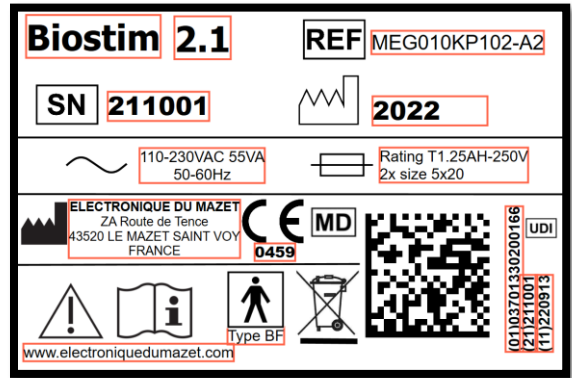 Biostim 2.1
REF MEG010KP102-A2
SN 211001
2022
110-230VAC 55VA
50-60Hz
Rating T1.25AH-250V
2x size 5x20
ELECTRONIQUE DU MAZET
ZA Route de Tence
43520 LE MAZET SAINT VOY
FRANCE
CE
0459
MD
UDI
(01)03701330200166
(21)211001
(11)220913
Type BF
www.electroniquedumazet.com